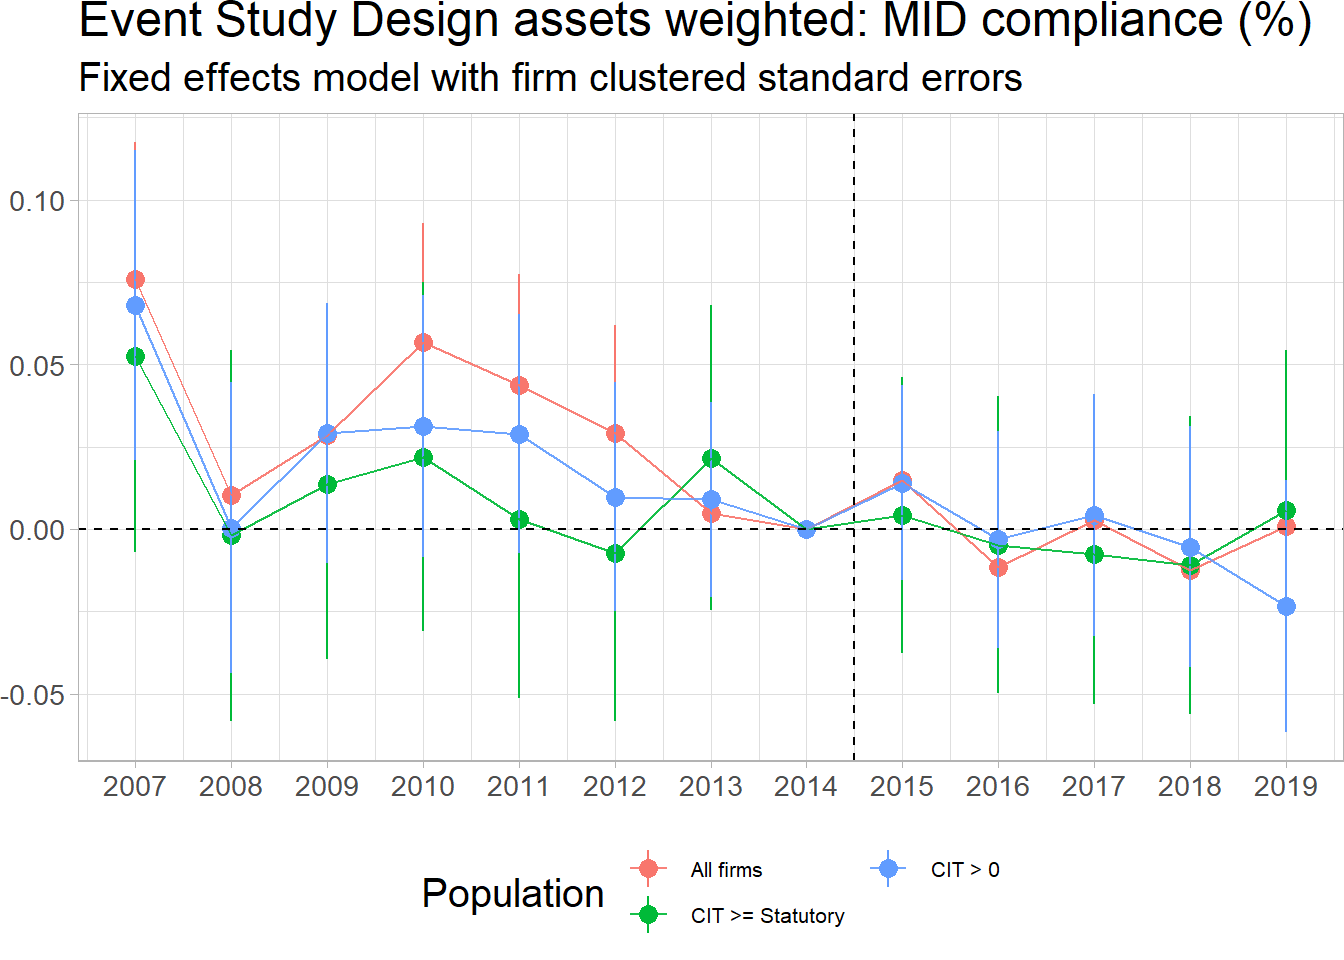 Event Study Design assets weighted: MID compliance (%)
Fixed effects model with firm clustered standard errors
0.10
0.05
0.00
-0.05
2007 2008 2009 2010 2011 2012 2013 2014 2015 2016 2017 2018 2019
Population
All firms
CIT >= Statutory
CIT > 0